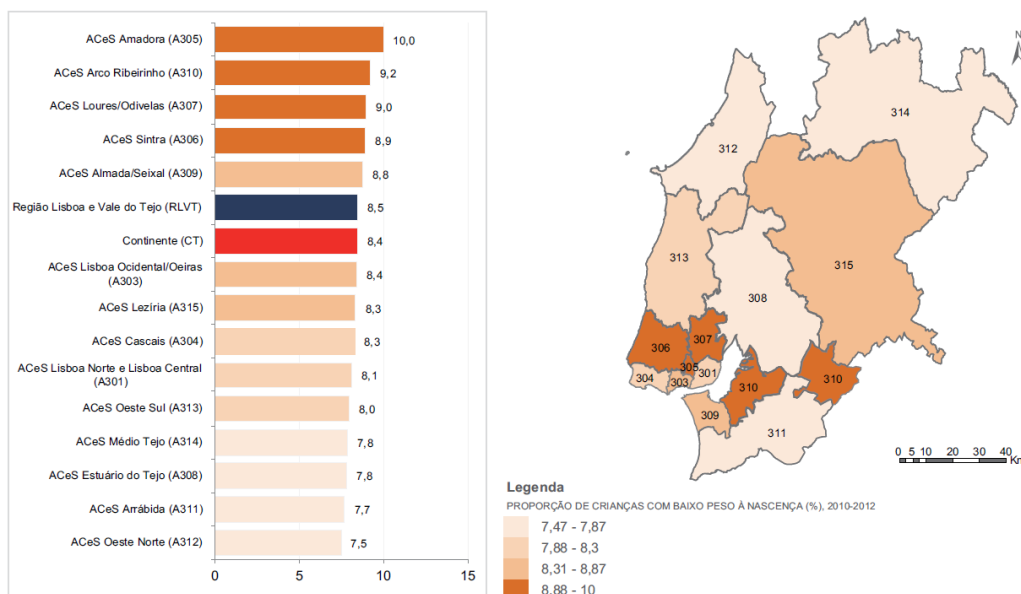 ACeS Amadora (A305)
10,0
ACeS Arco Ribeirinho (A310)
9,2
ACeS Loures/Odivelas (A307)
9,0
ACeS Sintra (A306)
8,9
ACeS Almada/Seixal (A309)
8,8
Região Lisboa e Vale do Tejo (RLVT)
8,5
Continente (CT)
8,4
ACeS Lisboa Ocidental/Oeiras
(A303)
8,4
ACeS Lezíria (A315)
8,3
ACeS Cascais (A304)
8,3
ACeS Lisboa Norte e Lisboa Central
(A301)
8,1
ACeS Oeste Sul (A313)
8,0
ACeS Médio Tejo (A314)
7,8
ACeS Estuário do Tejo (A308)
7,8
ACeS Arrábida (A311)
7,7
ACeS Oeste Norte (A312)
7,5
0 5 10 15
N
314
312
313
315
308
307
306
305
301
304
303
310
310
309
311
0 5 10 20 30 40
Km
Legenda
PROPORÇÃO DE CRIANÇAS COM BAIXO PESO À NASCENÇA (%), 2010-2012
7,47 - 7,87
7,88 - 8,3
8,31 - 8,87
8,88 - 10